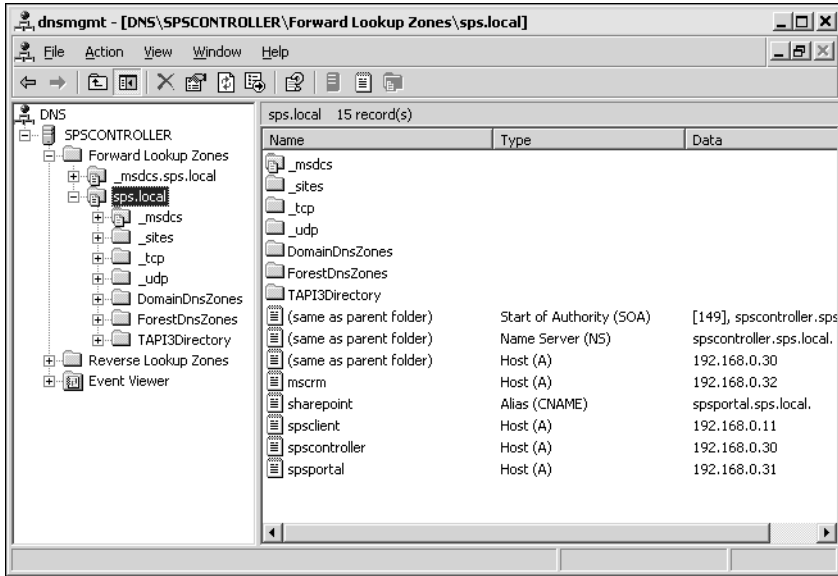 dnsmgmt - [DNS\SPSCONTROLLER\Forward Lookup Zones\sps.local]
File Action View Window Help
DNS
SPSCONTROLLER
Forward Lookup Zones
_msdcs.sps.local
sps.local
_msdcs
_sites
_tcp
_udp
DomainDnsZones
ForestDnsZones
TAPI3Directory
Reverse Lookup Zones
Event Viewer
sps.local 15 record(s)
Name Type Data
_msdcs
_sites
_tcp
_udp
DomainDnsZones
ForestDnsZones
TAPI3Directory
(same as parent folder) Start of Authority (SOA) [149], spscontroller.sps
(same as parent folder) Name Server (NS) spscontroller.sps.local.
(same as parent folder) Host (A) 192.168.0.30
mscrm Host (A) 192.168.0.32
sharepoint Alias (CNAME) spsportal.sps.local.
spsclient Host (A) 192.168.0.11
spscontroller Host (A) 192.168.0.30
spsportal Host (A) 192.168.0.31